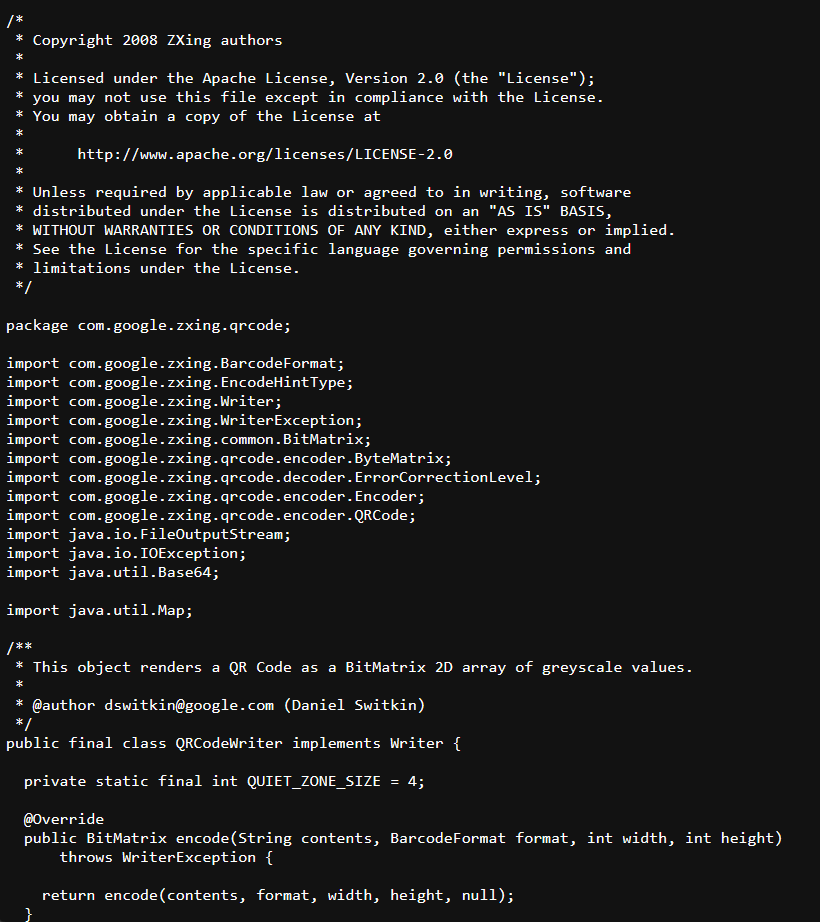 /*
 * Copyright 2008 ZXing authors
 *
 * Licensed under the Apache License, Version 2.0 (the "License");
 * you may not use this file except in compliance with the License.
 * You may obtain a copy of the License at
 *
 *      http://www.apache.org/licenses/LICENSE-2.0
 *
 * Unless required by applicable law or agreed to in writing, software
 * distributed under the License is distributed on an "AS IS" BASIS,
 * WITHOUT WARRANTIES OR CONDITIONS OF ANY KIND, either express or implied.
 * See the License for the specific language governing permissions and
 * limitations under the License.
 */

package com.google.zxing.qrcode;

import com.google.zxing.BarcodeFormat;
import com.google.zxing.EncodeHintType;
import com.google.zxing.Writer;
import com.google.zxing.WriterException;
import com.google.zxing.common.BitMatrix;
import com.google.zxing.qrcode.encoder.ByteMatrix;
import com.google.zxing.qrcode.decoder.ErrorCorrectionLevel;
import com.google.zxing.qrcode.encoder.Encoder;
import com.google.zxing.qrcode.encoder.QRCode;
import java.io.FileOutputStream;
import java.io.IOException;
import java.util.Base64;

import java.util.Map;

/**
 * This object renders a QR Code as a BitMatrix 2D array of greyscale values.
 *
 * @author dswitkin@google.com (Daniel Switkin)
 */
public final class QRCodeWriter implements Writer {

  private static final int QUIET_ZONE_SIZE = 4;

  @Override
  public BitMatrix encode(String contents, BarcodeFormat format, int width, int height)
      throws WriterException {

    return encode(contents, format, width, height, null);
  }